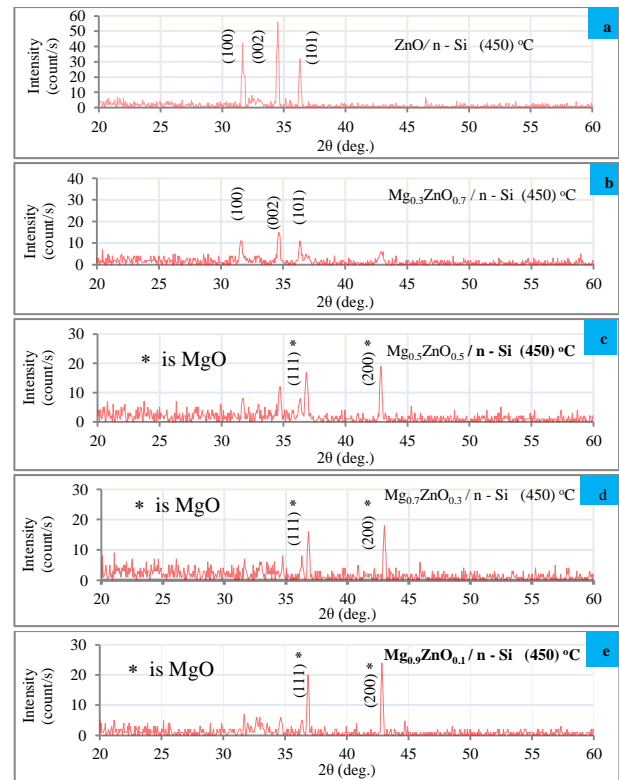 60
50
40
30
20
10
0
Intensity
(count/s)
(100)
(002)
(101)
ZnO/ n - Si (450) °C
a
20 25 30 35 40 45 50 55 60
2θ (deg.)
40
30
20
10
0
Intensity
(count/s)
(100)
(002)
(101)
Mg₀.₃ZnO₀.₇ / n - Si (450) °C
b
20 25 30 35 40 45 50 55 60
2θ (deg.)
30
20
10
0
Intensity
(count/s)
* is MgO
(111) *
(200) *
Mg₀.₅ZnO₀.₅ / n - Si (450) °C
c
20 25 30 35 40 45 50 55 60
2θ (deg.)
30
20
10
0
Intensity
(count/s)
* is MgO
(111) *
(200) *
Mg₀.₇ZnO₀.₃ / n - Si (450) °C
d
20 25 30 35 40 45 50 55 60
2θ (deg.)
30
20
10
0
Intensity
(count/s)
* is MgO
(111) *
(200) *
Mg₀.₉ZnO₀.₁ / n - Si (450) °C
e
20 25 30 35 40 45 50 55 60
2θ (deg.)